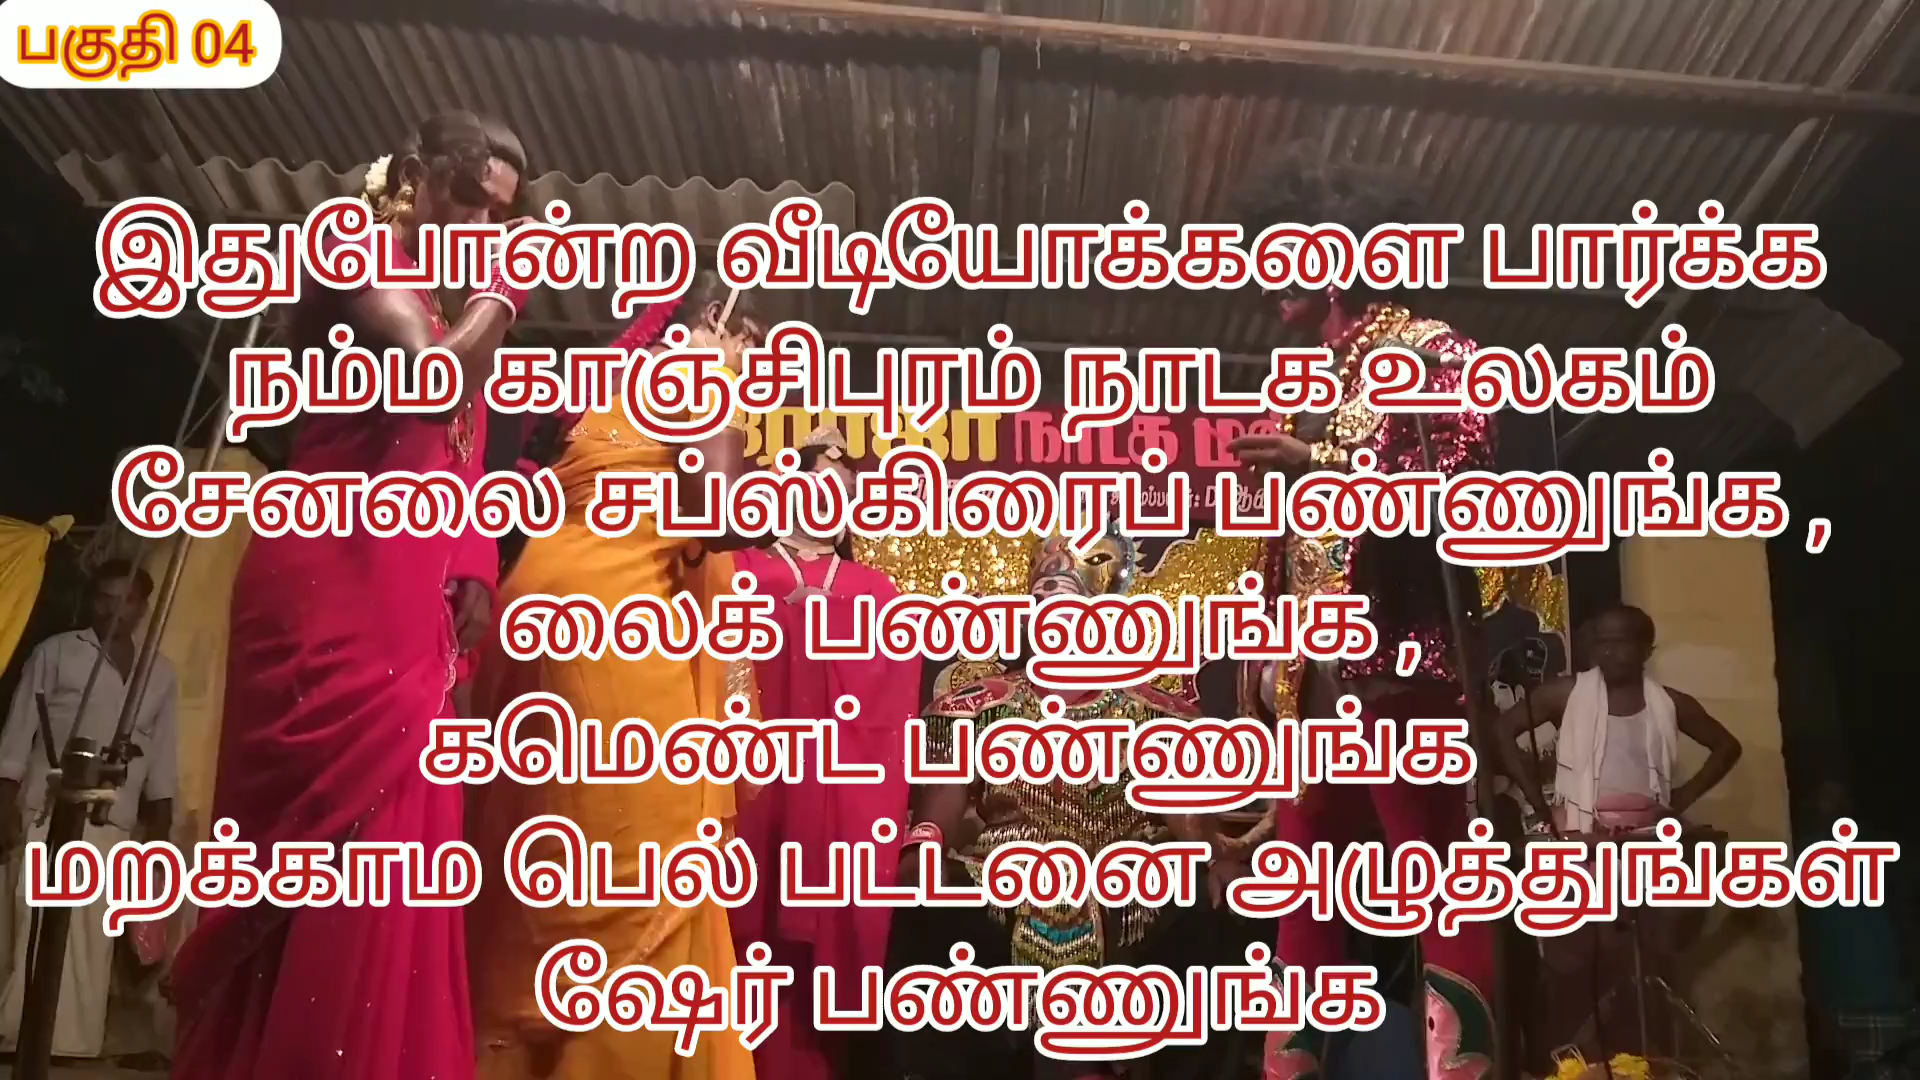 பகுதி 04
இதுபோன்ற வீடியோக்களை பார்க்க
நம்ம காஞ்சிபுரம் நாடக உலகம்
சேனலை சப்ஸ்கிரைப் பண்ணுங்க ,
லைக் பண்ணுங்க ,
கமெண்ட் பண்ணுங்க
மறக்காம பெல் பட்டனை அழுத்துங்கள்
ஷேர் பண்ணுங்க
நாடக